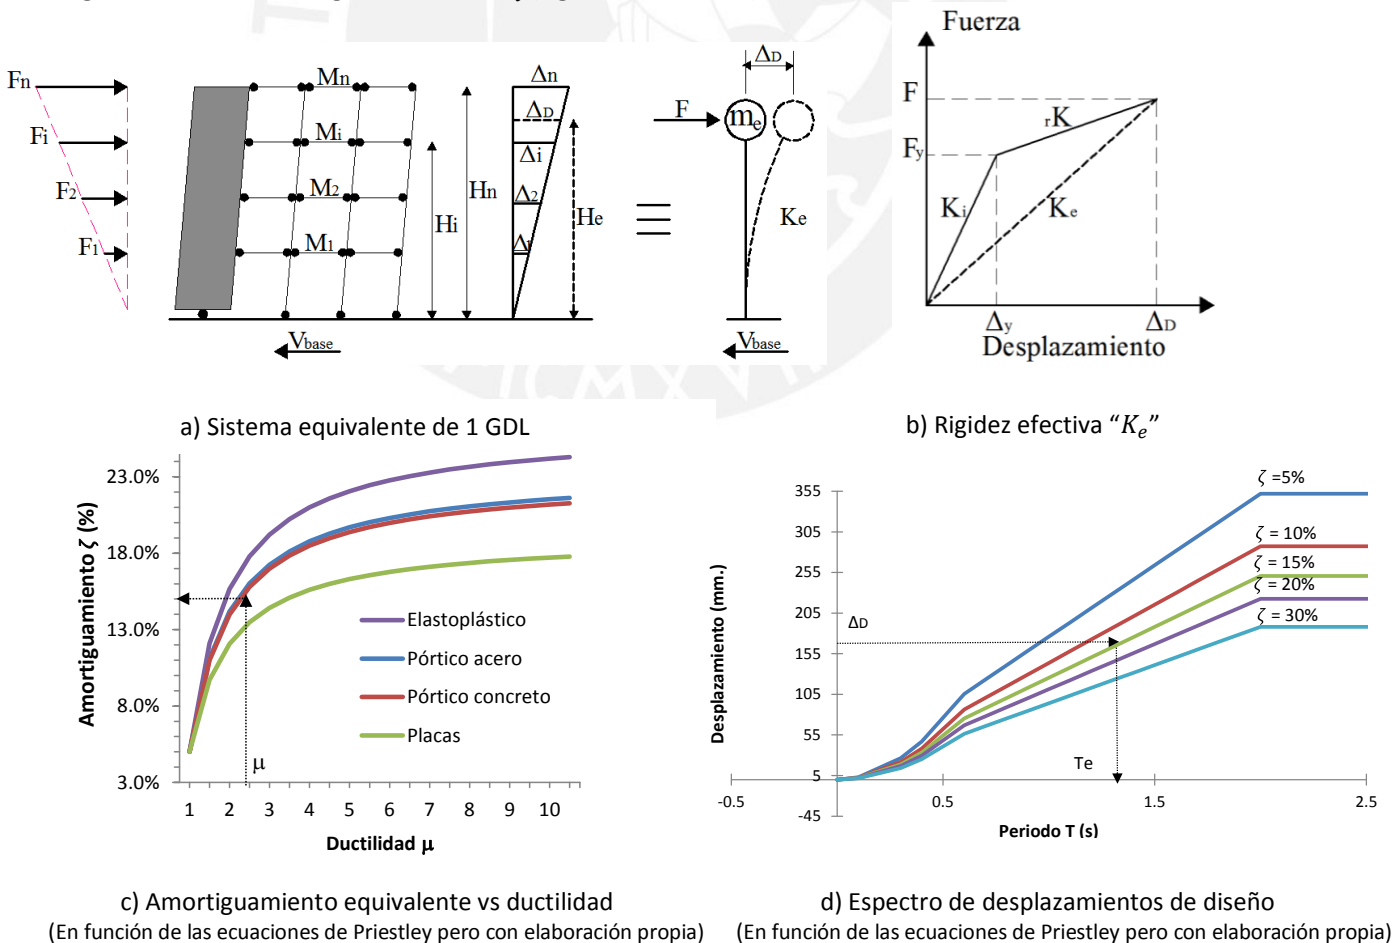 Fn
Fi
F2
F1
Mn
Mi
M2
M1
Hi
Hn
Δn
ΔD
Δi
Δ2
Δ1
He
Vbase
ΔD
F
me
Ke
Vbase
Fuerza
F
Fy
rK
Ki
Ke
Δy
ΔD
Desplazamiento
a) Sistema equivalente de 1 GDL
b) Rigidez efectiva “Ke”
Amortiguamiento ζ (%)
23.0%
18.0%
13.0%
8.0%
3.0%
Elastoplástico
Pórtico acero
Pórtico concreto
Placas
μ
1 2 3 4 5 6 7 8 9 10
Ductilidad μ
Desplazamiento (mm.)
355
305
255
205
155
105
55
5
-45
ζ =5%
ζ = 10%
ζ = 15%
ζ = 20%
ζ = 30%
ΔD
Te
-0.5 0.5 1.5 2.5
Periodo T (s)
c) Amortiguamiento equivalente vs ductilidad
(En función de las ecuaciones de Priestley pero con elaboración propia)
d) Espectro de desplazamientos de diseño
(En función de las ecuaciones de Priestley pero con elaboración propia)